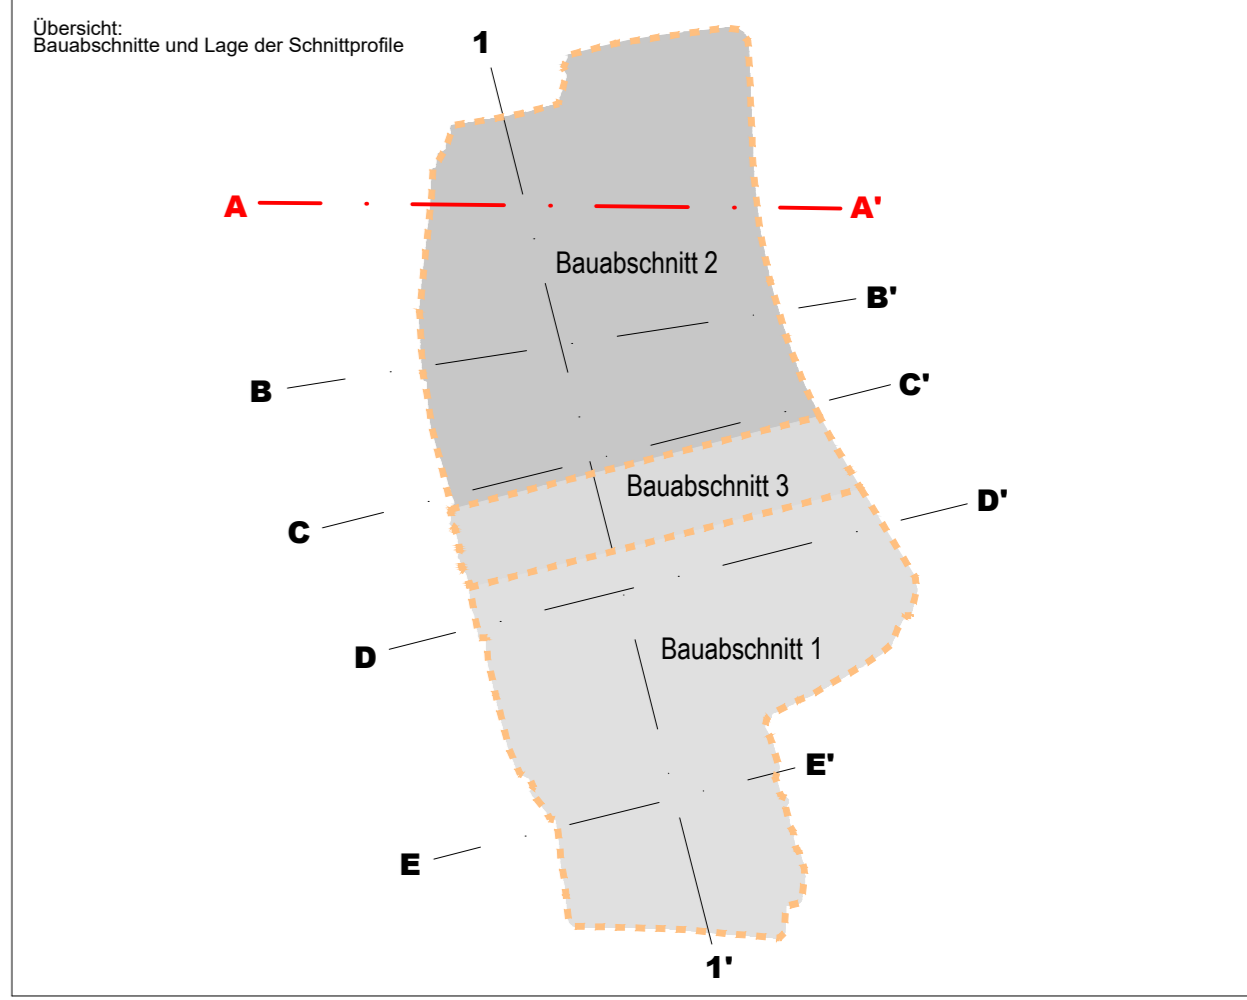 Übersicht:
Bauabschnitte und Lage der Schnittprofile
1
A
A'
Bauabschnitt 2
B'
B
C'
Bauabschnitt 3
D'
C
Bauabschnitt 1
D
E'
E
1'